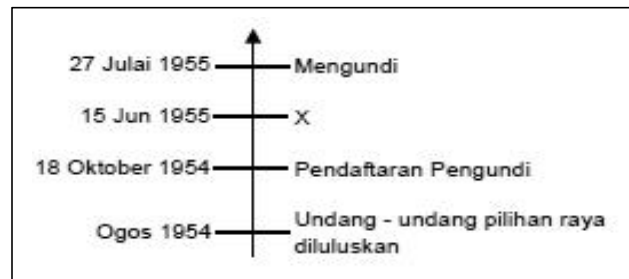 27 Julai 1955 Mengundi
15 Jun 1955 X
18 Oktober 1954 Pendaftaran Pengundi
Ogos 1954 Undang - undang pilihan raya
diluluskan